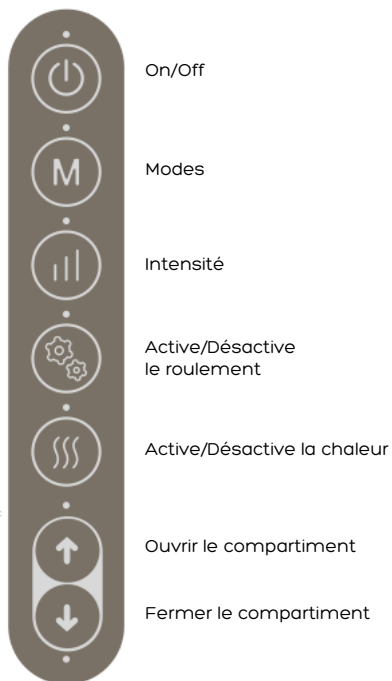 On/Off
M
Modes
Intensité
Active/Désactive
le roulement
Active/Désactive la chaleur
Ouvrir le compartiment
Fermer le compartiment